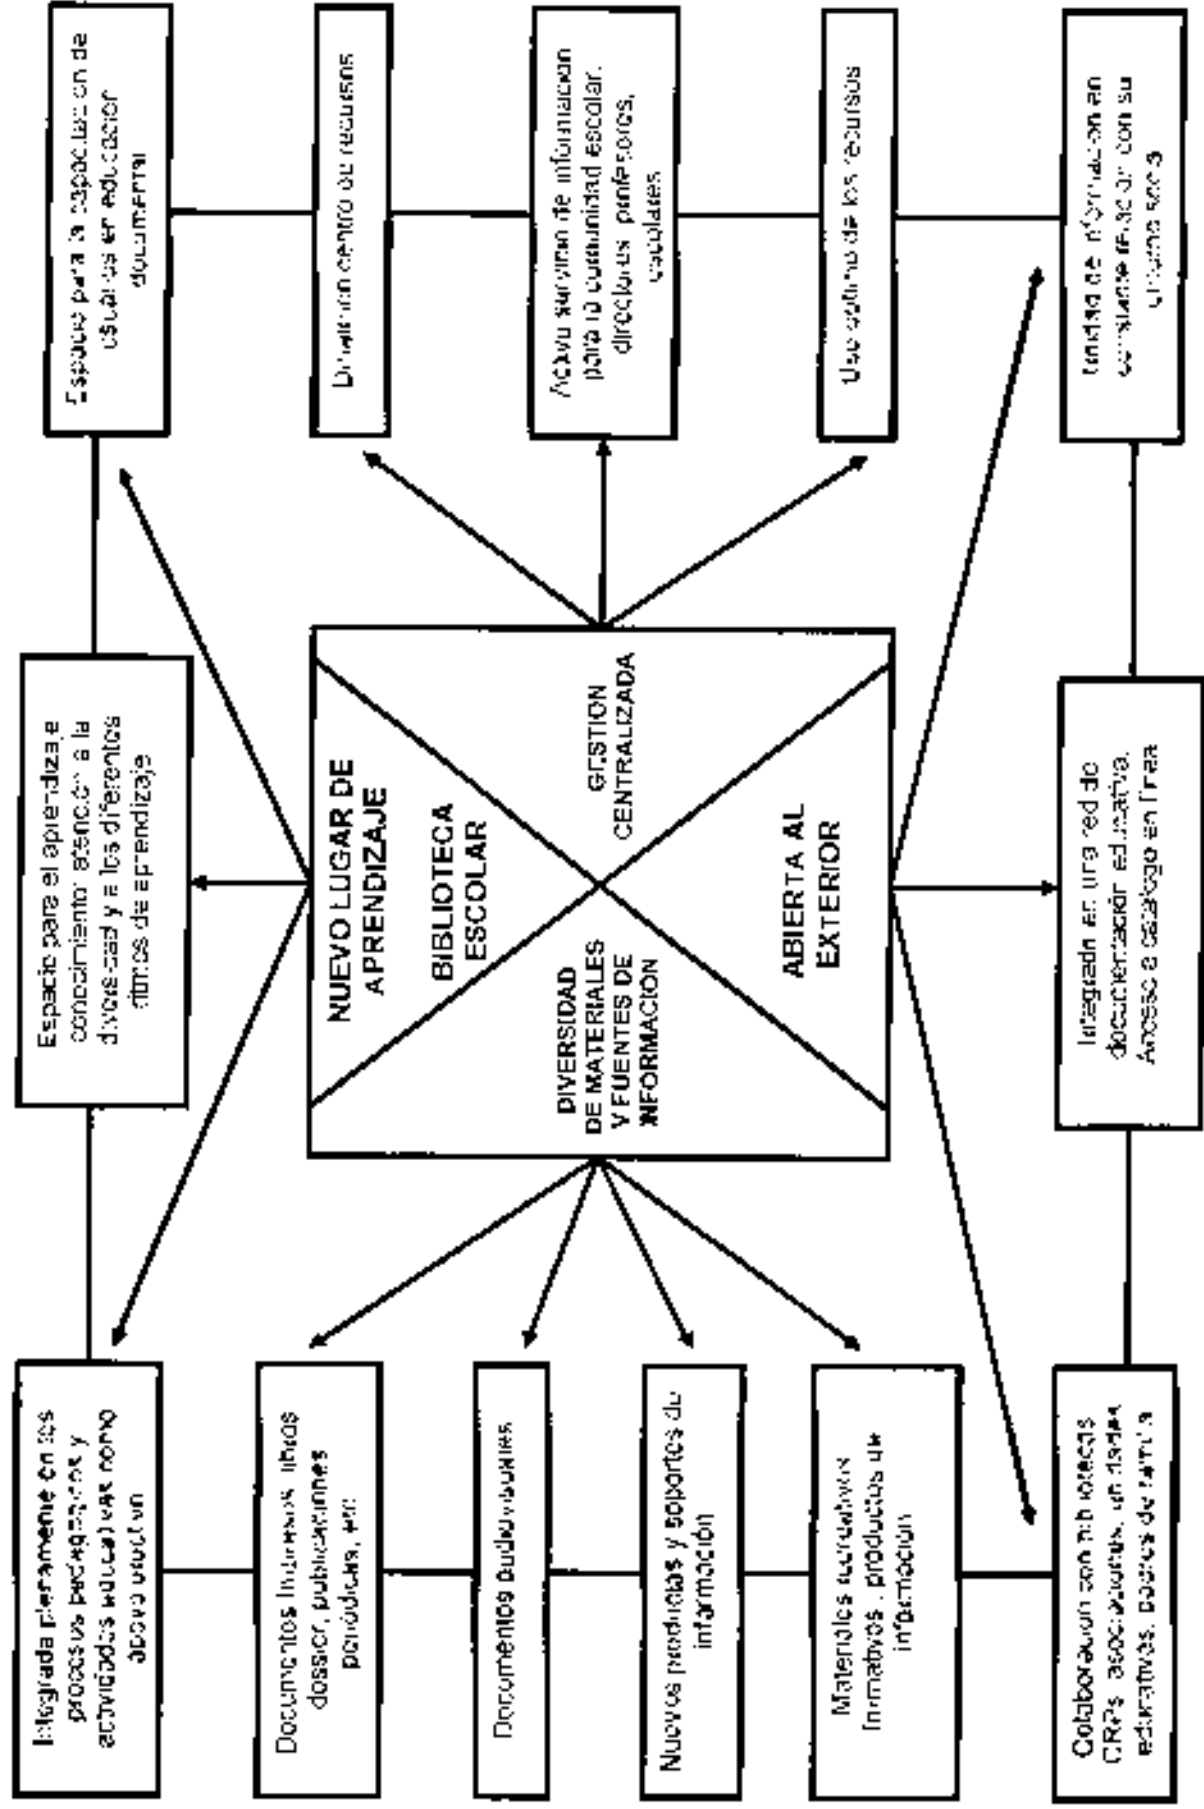 Integrada plenamente en los
procesos pedagógicos y
actividades educativas como
apoyo
Espacio para el aprendizaje
conocimiento atención a la
diversidad y a los diferentes
ritmos de aprendizaje
Espacio para la capacitación de
usuarios en educación
documental
Documentos impresos, libros
dossier, publicaciones
periódicas, etc
Documentos audiovisuales
Nuevos productos y soportes de
información
Materiales recreativos
formativos, productos de
información
NUEVO LUGAR DE
APRENDIZAJE
BIBLIOTECA
ESCOLAR
DIVERSIDAD
DE MATERIALES
Y FUENTES DE
INFORMACION
GESTION
CENTRALIZADA
ABIERTA AL
EXTERIOR
centro de recursos
Activo servicio de información
para la comunidad escolar.
directores, profesores,
escolares
Uso óptimo de los recursos
Colaboración con bibliotecas
CRPs, asociaciones, unidades
educativas, padres de familia
Integrada en una red de
documentación educativa.
Acceso a catálogo en línea
Unidad de información en
constante relación con su
entorno social